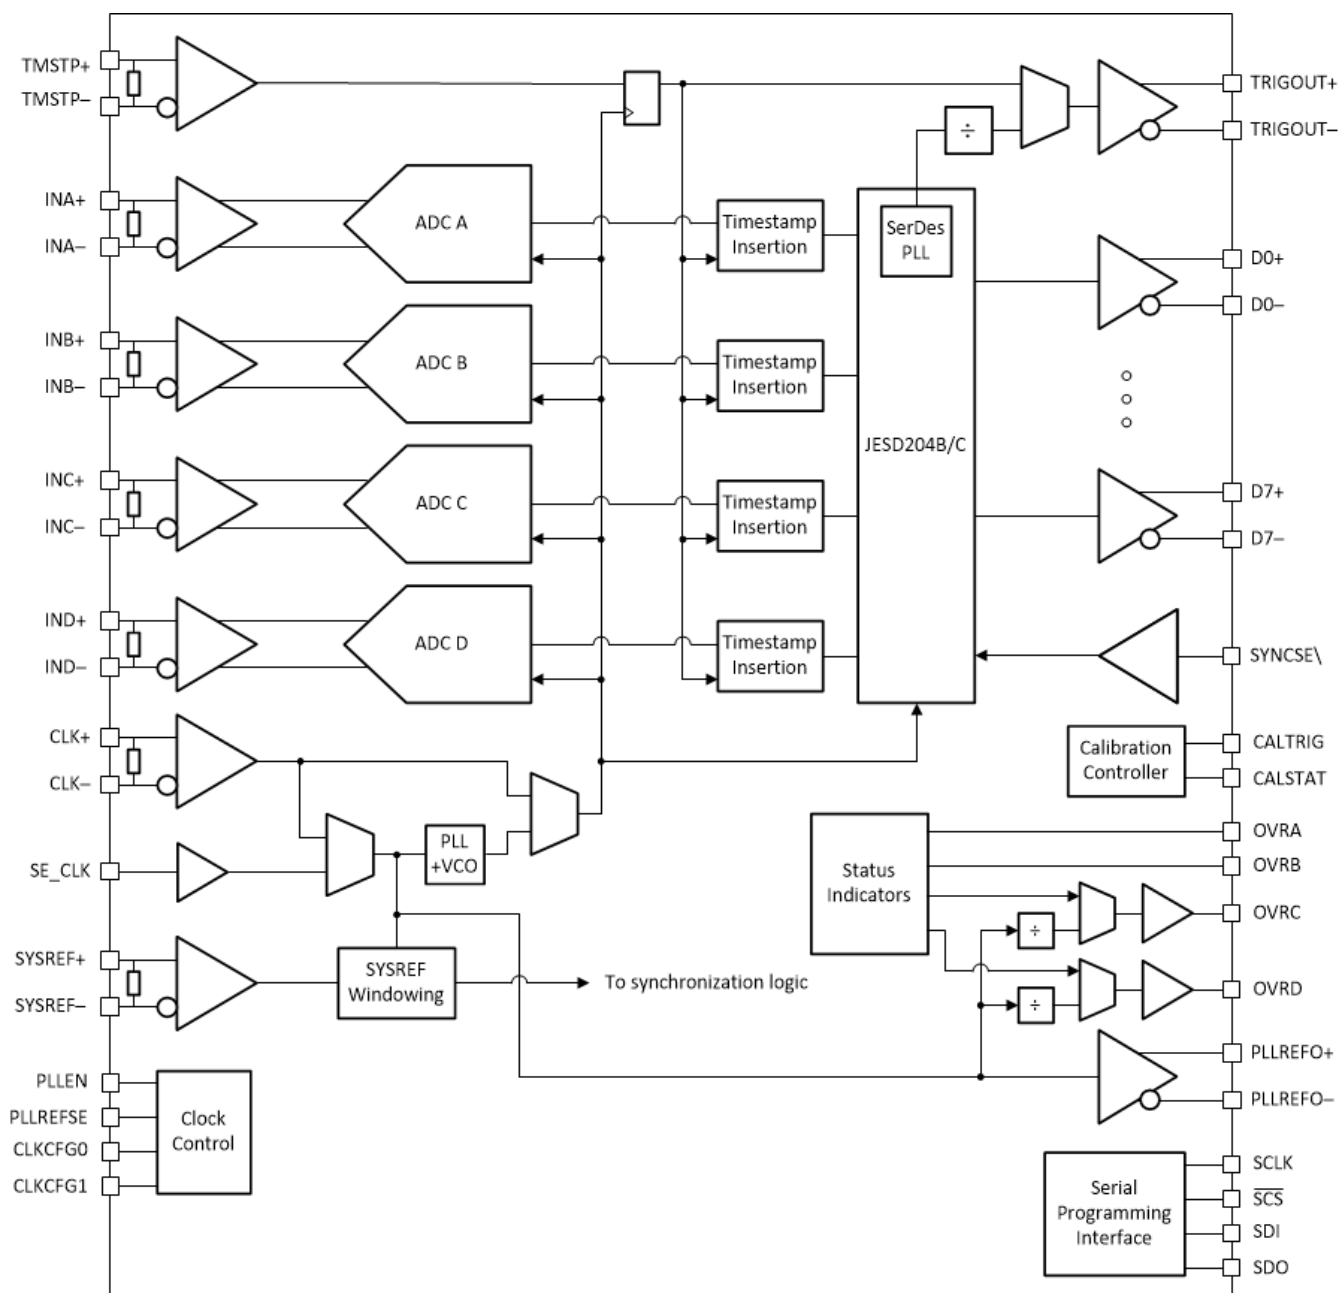 TMSTP+
TMSTP–
TRIGOUT+
÷
TRIGOUT–
INA+
INA–
ADC A
Timestamp
Insertion
SerDes
PLL
D0+
D0–
INB+
INB–
ADC B
Timestamp
Insertion
JESD204B/C
INC+
INC–
ADC C
Timestamp
Insertion
D7+
D7–
IND+
IND–
ADC D
Timestamp
Insertion
SYNCSE\
CLK+
CLK–
Calibration
Controller
CALTRIG
CALSTAT
SE_CLK
PLL
+VCO
Status
Indicators
OVRA
OVRB
÷
OVRC
÷
OVRD
SYSREF+
SYSREF–
SYSREF
Windowing
To synchronization logic
PLLREFO+
PLLREFO–
PLLEN
PLLREFSE
CLKCFG0
CLKCFG1
Clock
Control
Serial
Programming
Interface
SCLK
SCS
SDI
SDO